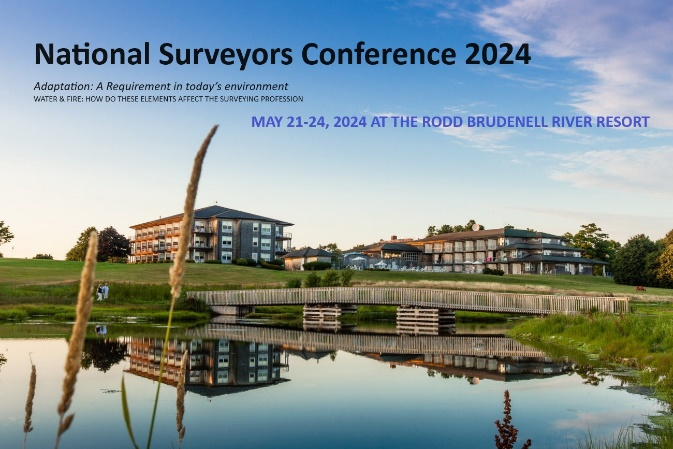 National Surveyors Conference 2024
Adaptation: A Requirement in today's environment
WATER & FIRE: HOW DO THESE ELEMENTS AFFECT THE SURVEYING PROFESSION
MAY 21-24, 2024 AT THE RODD BRUDENELL RIVER RESORT